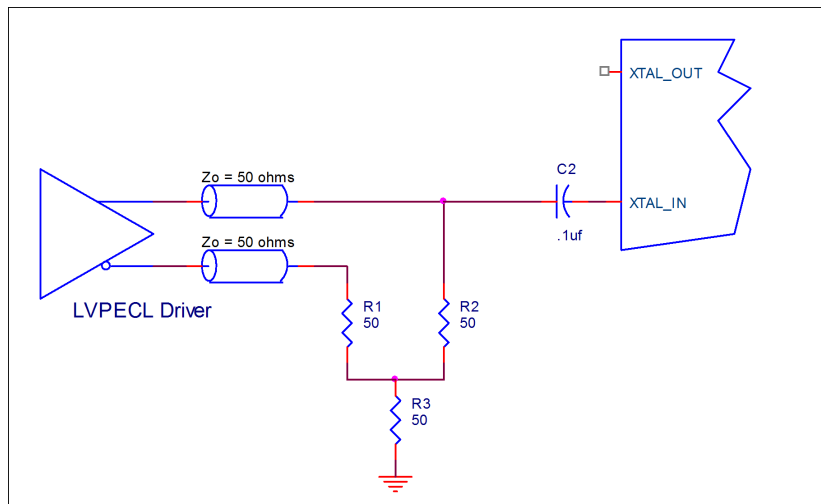 XTAL_OUT
C2
Zo = 50 ohms
XTAL_IN
.1uf
Zo = 50 ohms
LVPECL Driver
R1
50
R2
50
R3
50